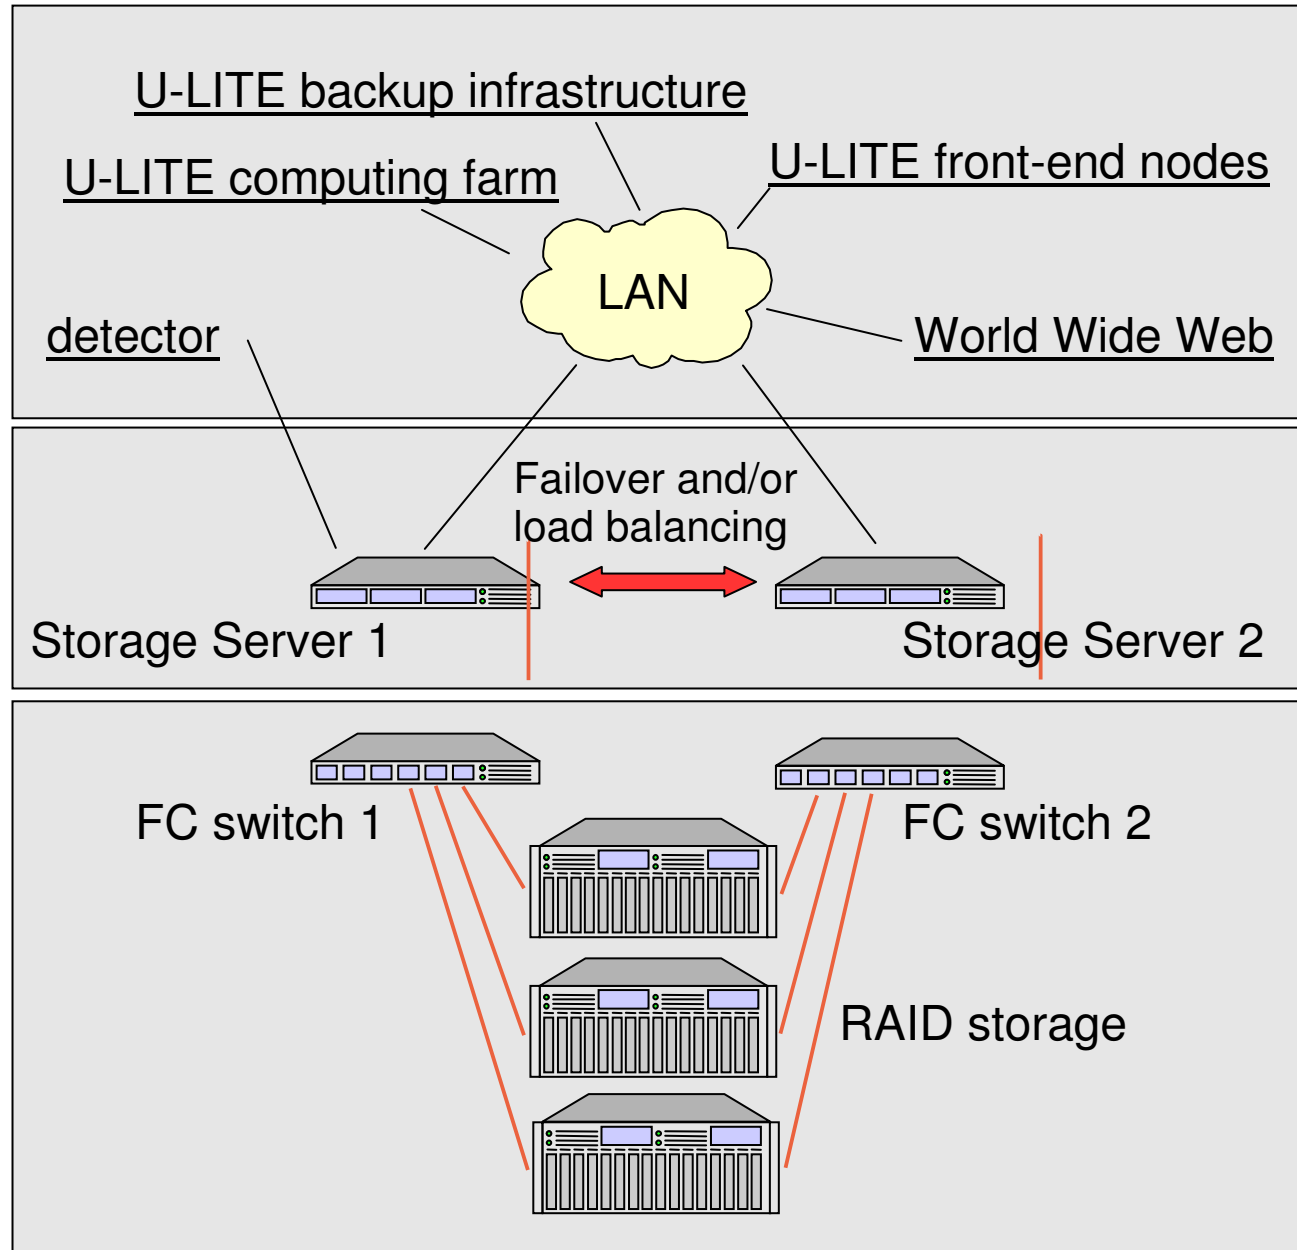 U-LITE backup infrastructure
U-LITE front-end nodes
U-LITE computing farm
LAN
detector
World Wide Web
Failover and/or
load balancing
Storage Server 1
Storage Server 2
FC switch 1
FC switch 2
RAID storage